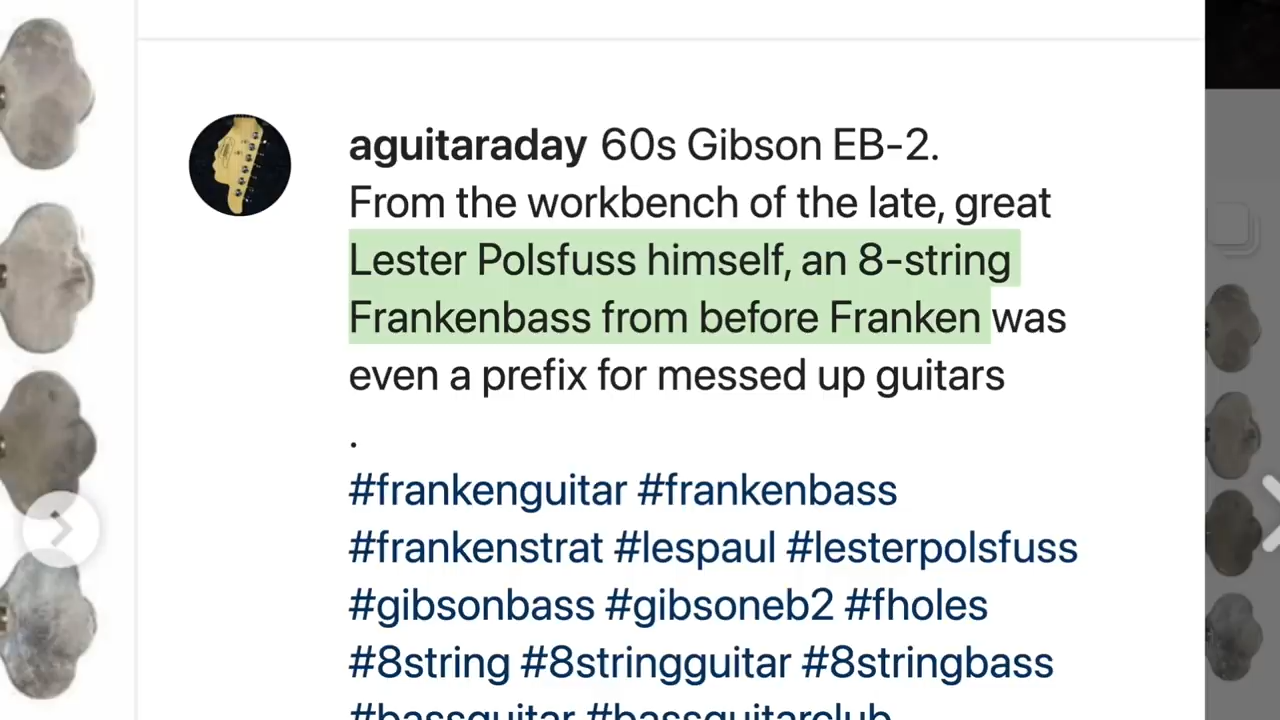 aguitaraday 60s Gibson EB-2.
From the workbench of the late, great
Lester Polsfuss himself, an 8-string
Frankenbass from before Franken was
even a prefix for messed up guitars
.
#frankenguitar #frankenbass
#frankenstrat #lespaul #lesterpolsfuss
#gibsonbass #gibsoneb2 #fholes
#8string #8stringguitar #8stringbass
#bassguitar #bassguitarclub